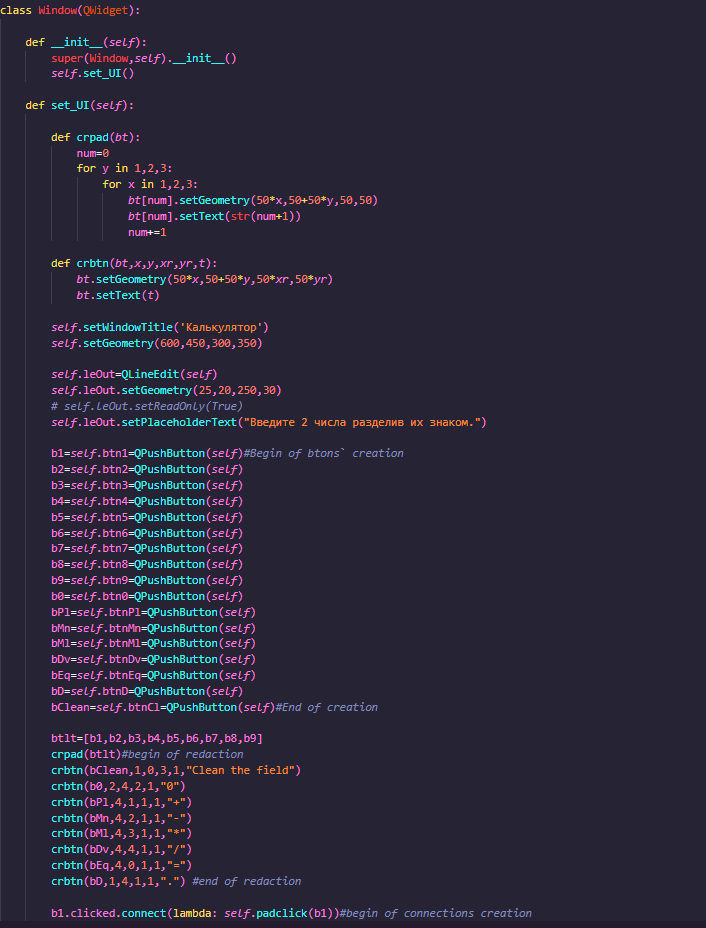 class Window(QWidget):
def __init__(self):
super(Window,self).__init__()
self.set_UI()
def set_UI(self):
def crpad(bt):
num=0
for y in 1,2,3:
for x in 1,2,3:
bt[num].setGeometry(50*x,50+50*y,50,50)
bt[num].setText(str(num+1))
num+=1
def crbtn(bt,x,y,xr,yr,t):
bt.setGeometry(50*x,50+50*y,50*xr,50*yr)
bt.setText(t)
self.setWindowTitle('Калькулятор')
self.setGeometry(600,450,300,350)
self.leOut=QLineEdit(self)
self.leOut.setGeometry(25,20,250,30)
# self.leOut.setReadOnly(True)
self.leOut.setPlaceholderText("Введите 2 числа разделив их знаком.")
b1=self.btn1=QPushButton(self)#Begin of btons` creation
b2=self.btn2=QPushButton(self)
b3=self.btn3=QPushButton(self)
b4=self.btn4=QPushButton(self)
b5=self.btn5=QPushButton(self)
b6=self.btn6=QPushButton(self)
b7=self.btn7=QPushButton(self)
b8=self.btn8=QPushButton(self)
b9=self.btn9=QPushButton(self)
b0=self.btn0=QPushButton(self)
bPl=self.btnPl=QPushButton(self)
bMn=self.btnMn=QPushButton(self)
bMl=self.btnMl=QPushButton(self)
bDv=self.btnDv=QPushButton(self)
bEq=self.btnEq=QPushButton(self)
bD=self.btnD=QPushButton(self)
bClean=self.btnCl=QPushButton(self)#End of creation
btlt=[b1,b2,b3,b4,b5,b6,b7,b8,b9]
crpad(btlt)#begin of redaction
crbtn(bClean,1,0,3,1,"Clean the field")
crbtn(b0,2,4,2,1,"0")
crbtn(bPl,4,1,1,1,"+")
crbtn(bMn,4,2,1,1,"-")
crbtn(bMl,4,3,1,1,"*")
crbtn(bDv,4,4,1,1,"/")
crbtn(bEq,4,0,1,1,"=")
crbtn(bD,1,4,1,1,".") #end of redaction
b1.clicked.connect(lambda: self.padclick(b1))#begin of connections creation